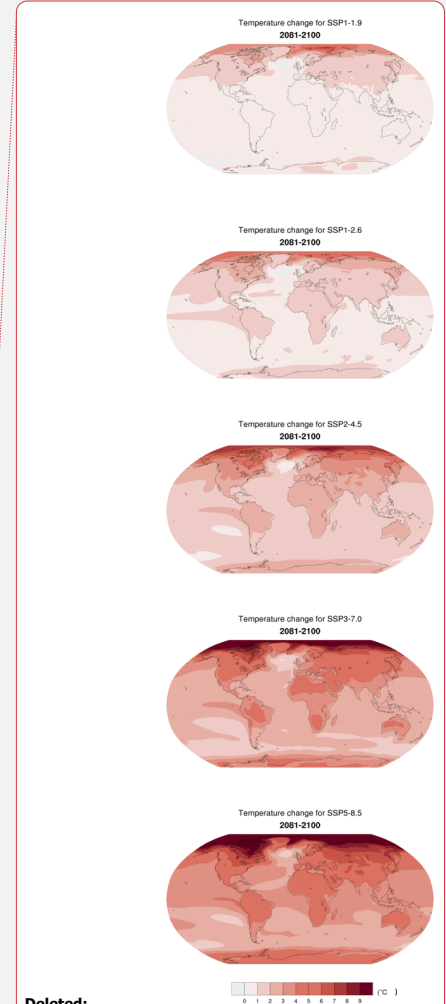 Temperature change for SSP1-1.9
2081-2100
Temperature change for SSP1-2.6
2081-2100
Temperature change for SSP2-4.5
2081-2100
Temperature change for SSP3-7.0
2081-2100
Temperature change for SSP5-8.5
2081-2100
0 1 2 3 4 5 6 7 8 9 (°C )
Deleted: